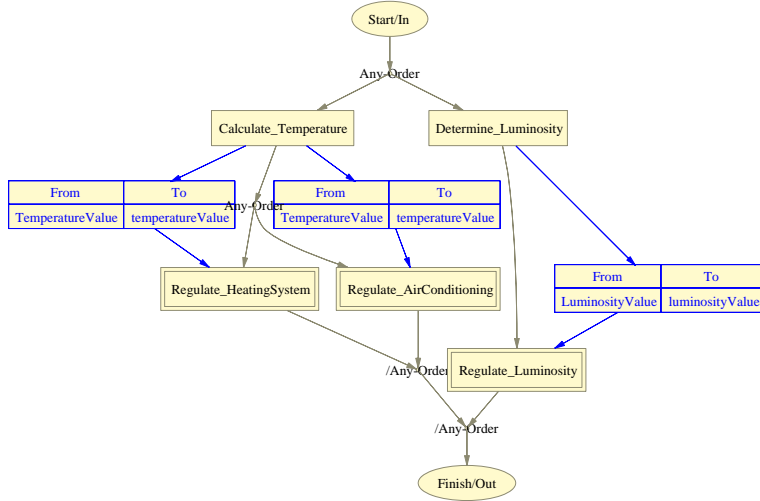 Start/In
Any-Order
Calculate_Temperature
Determine_Luminosity
From To
TemperatureValue temperatureValue
Any-Order
From To
TemperatureValue temperatureValue
Regulate_HeatingSystem
Regulate_AirConditioning
From To
LuminosityValue luminosityValue
/Any-Order
Regulate_Luminosity
/Any-Order
Finish/Out